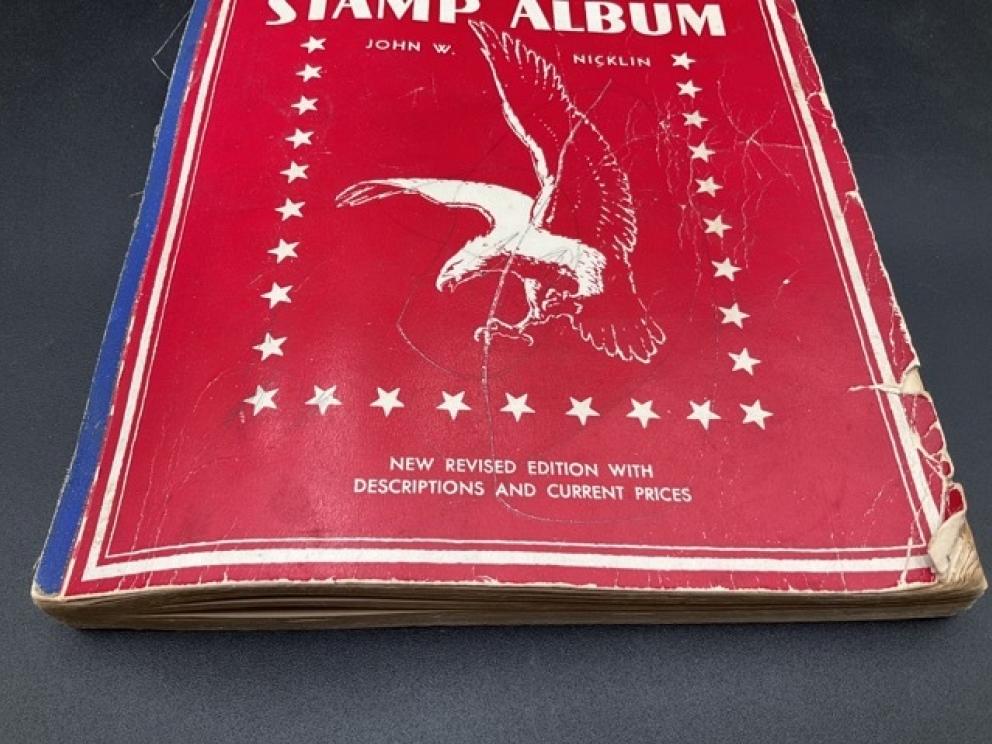 STAMP ALBUM
JOHN W. NICKLIN
NEW REVISED EDITION WITH
DESCRIPTIONS AND CURRENT PRICES